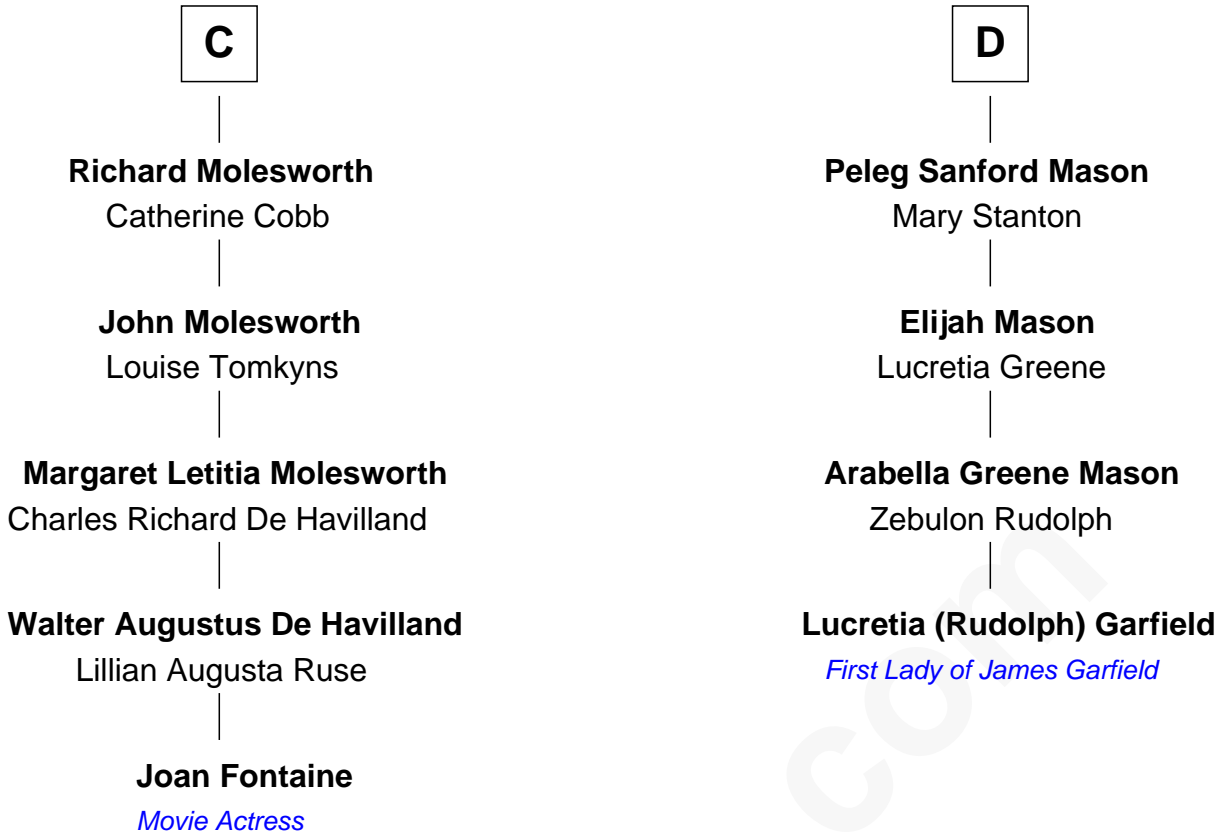 C
Richard Molesworth
Catherine Cobb
John Molesworth
Louise Tomkyns
Margaret Letitia Molesworth
Charles Richard De Havilland
Walter Augustus De Havilland
Lillian Augusta Ruse
Joan Fontaine
Movie Actress
D
Peleg Sanford Mason
Mary Stanton
Elijah Mason
Lucretia Greene
Arabella Greene Mason
Zebulon Rudolph
Lucretia (Rudolph) Garfield
First Lady of James Garfield
com